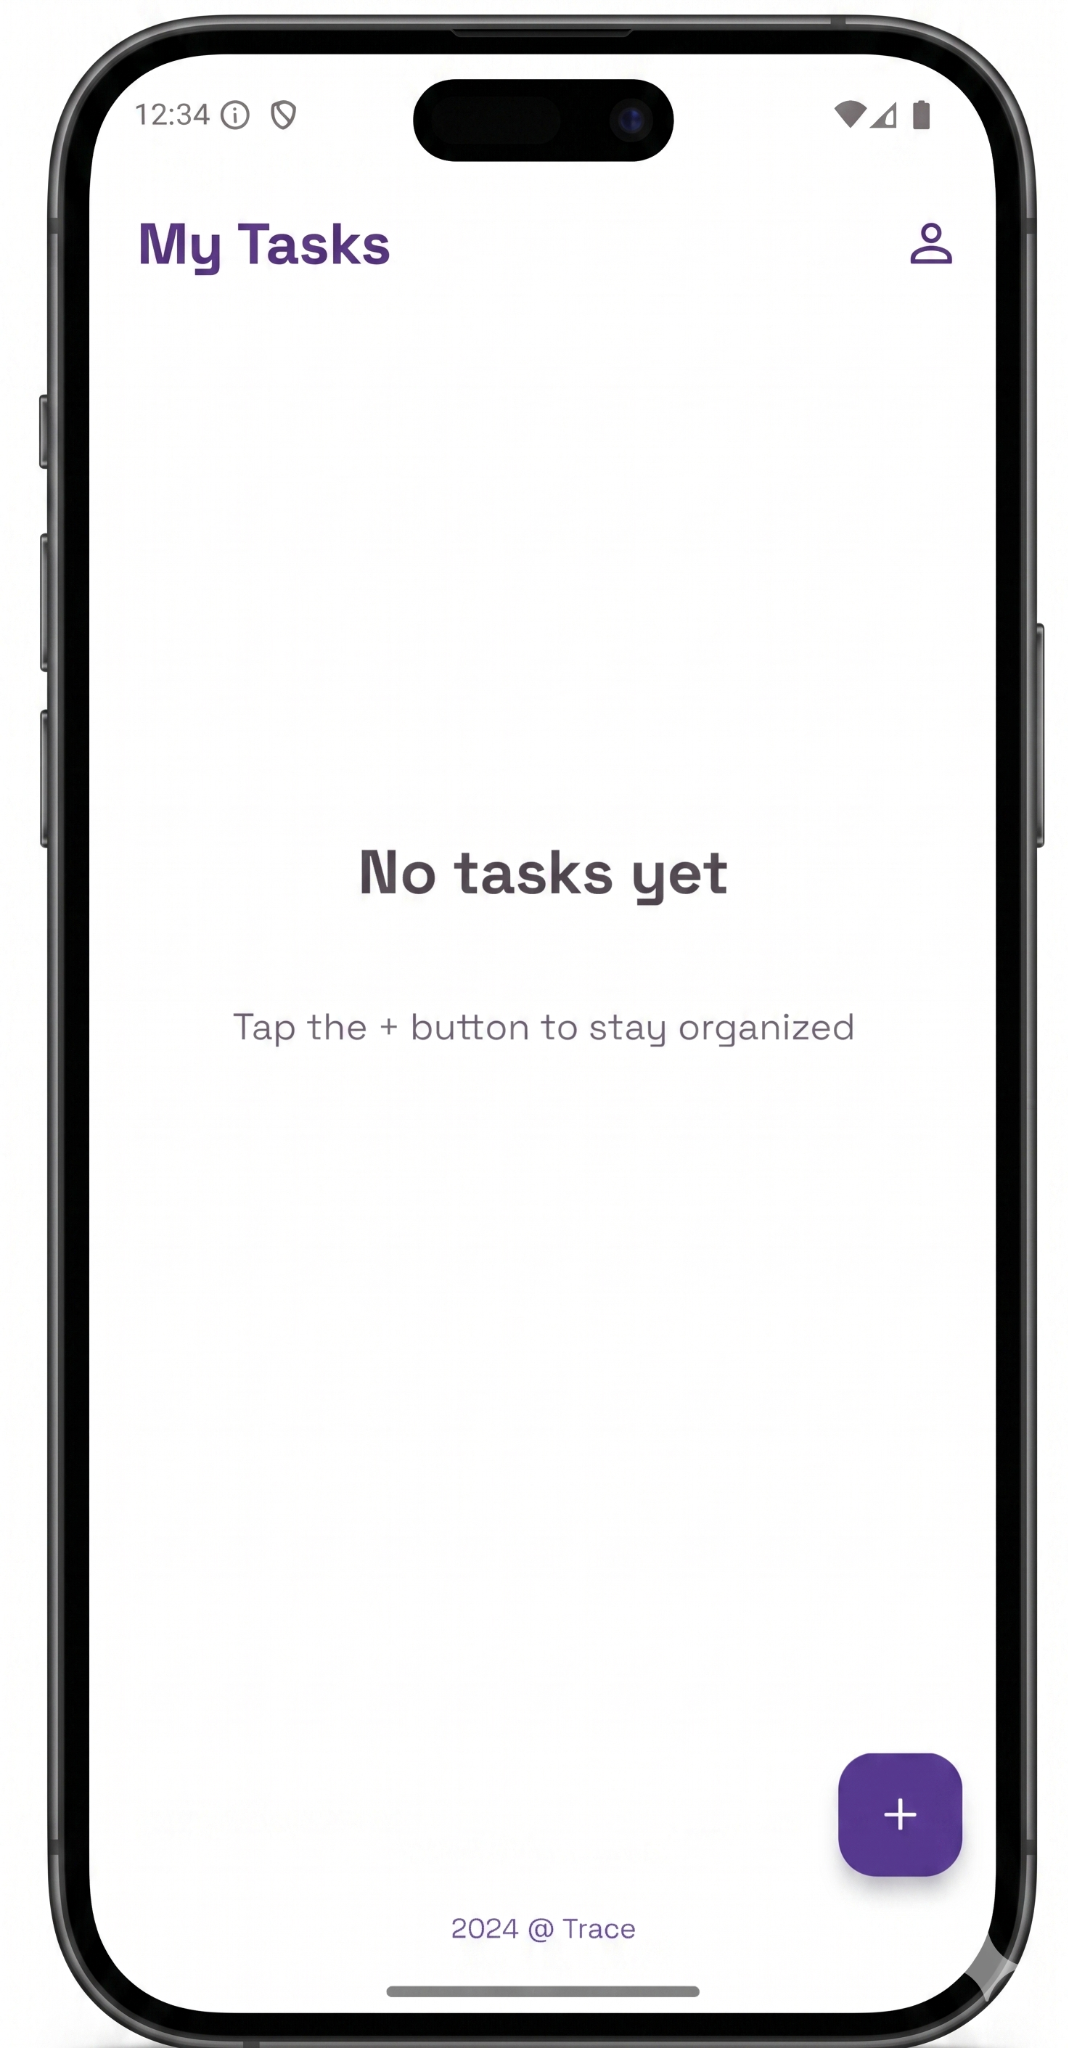 12:34
My Tasks
No tasks yet
Tap the + button to stay organized
+
2024 @ Trace